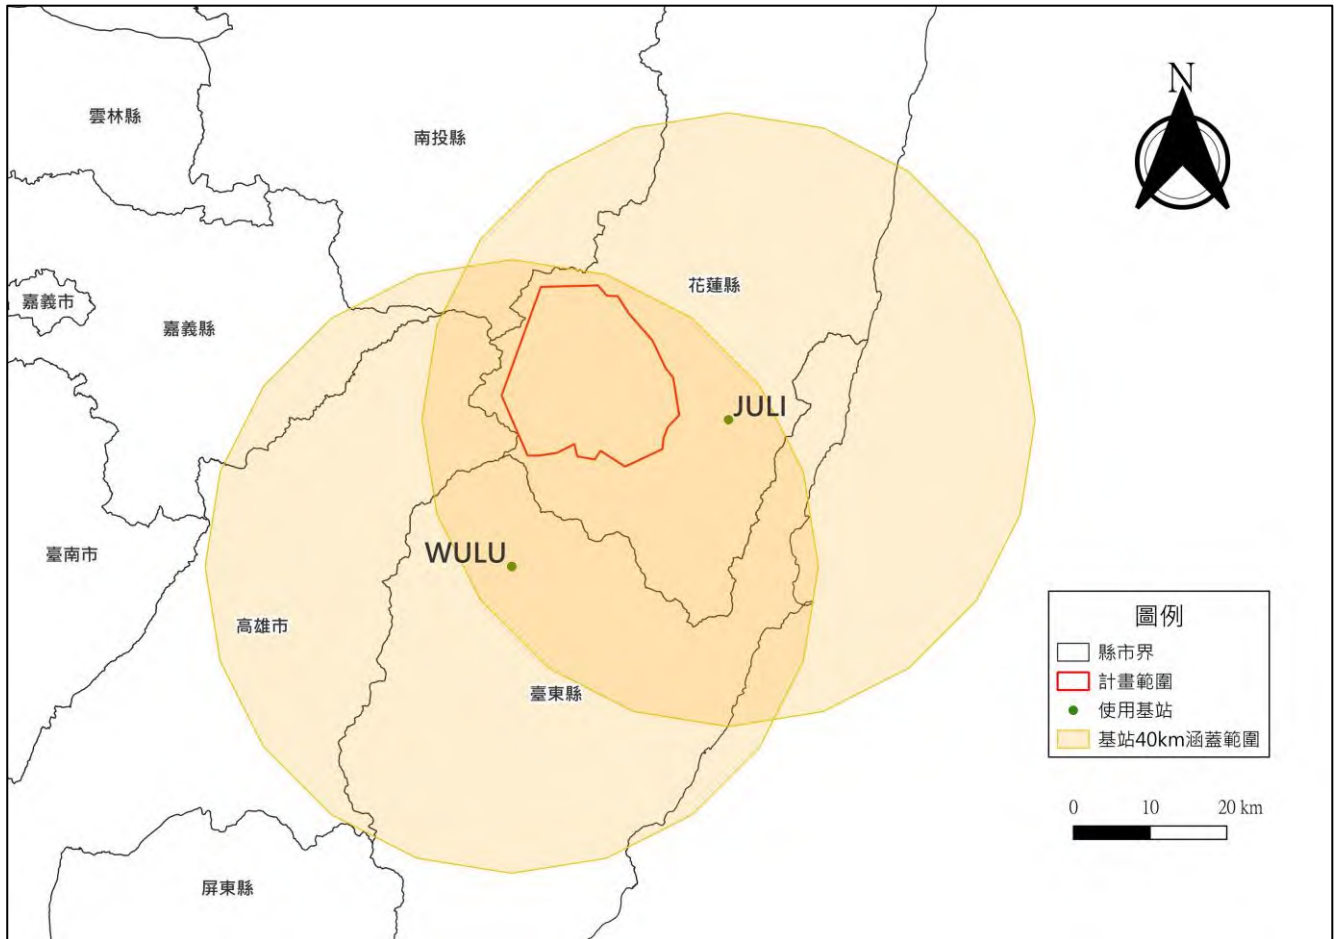 N
雲林縣
南投縣
花蓮縣
嘉義市
嘉義縣
JULI
WULU
臺南市
高雄市
臺東縣
屏東縣
圖例
縣市界
計畫範圍
使用基站
基站40km涵蓋範圍
0 10 20 km